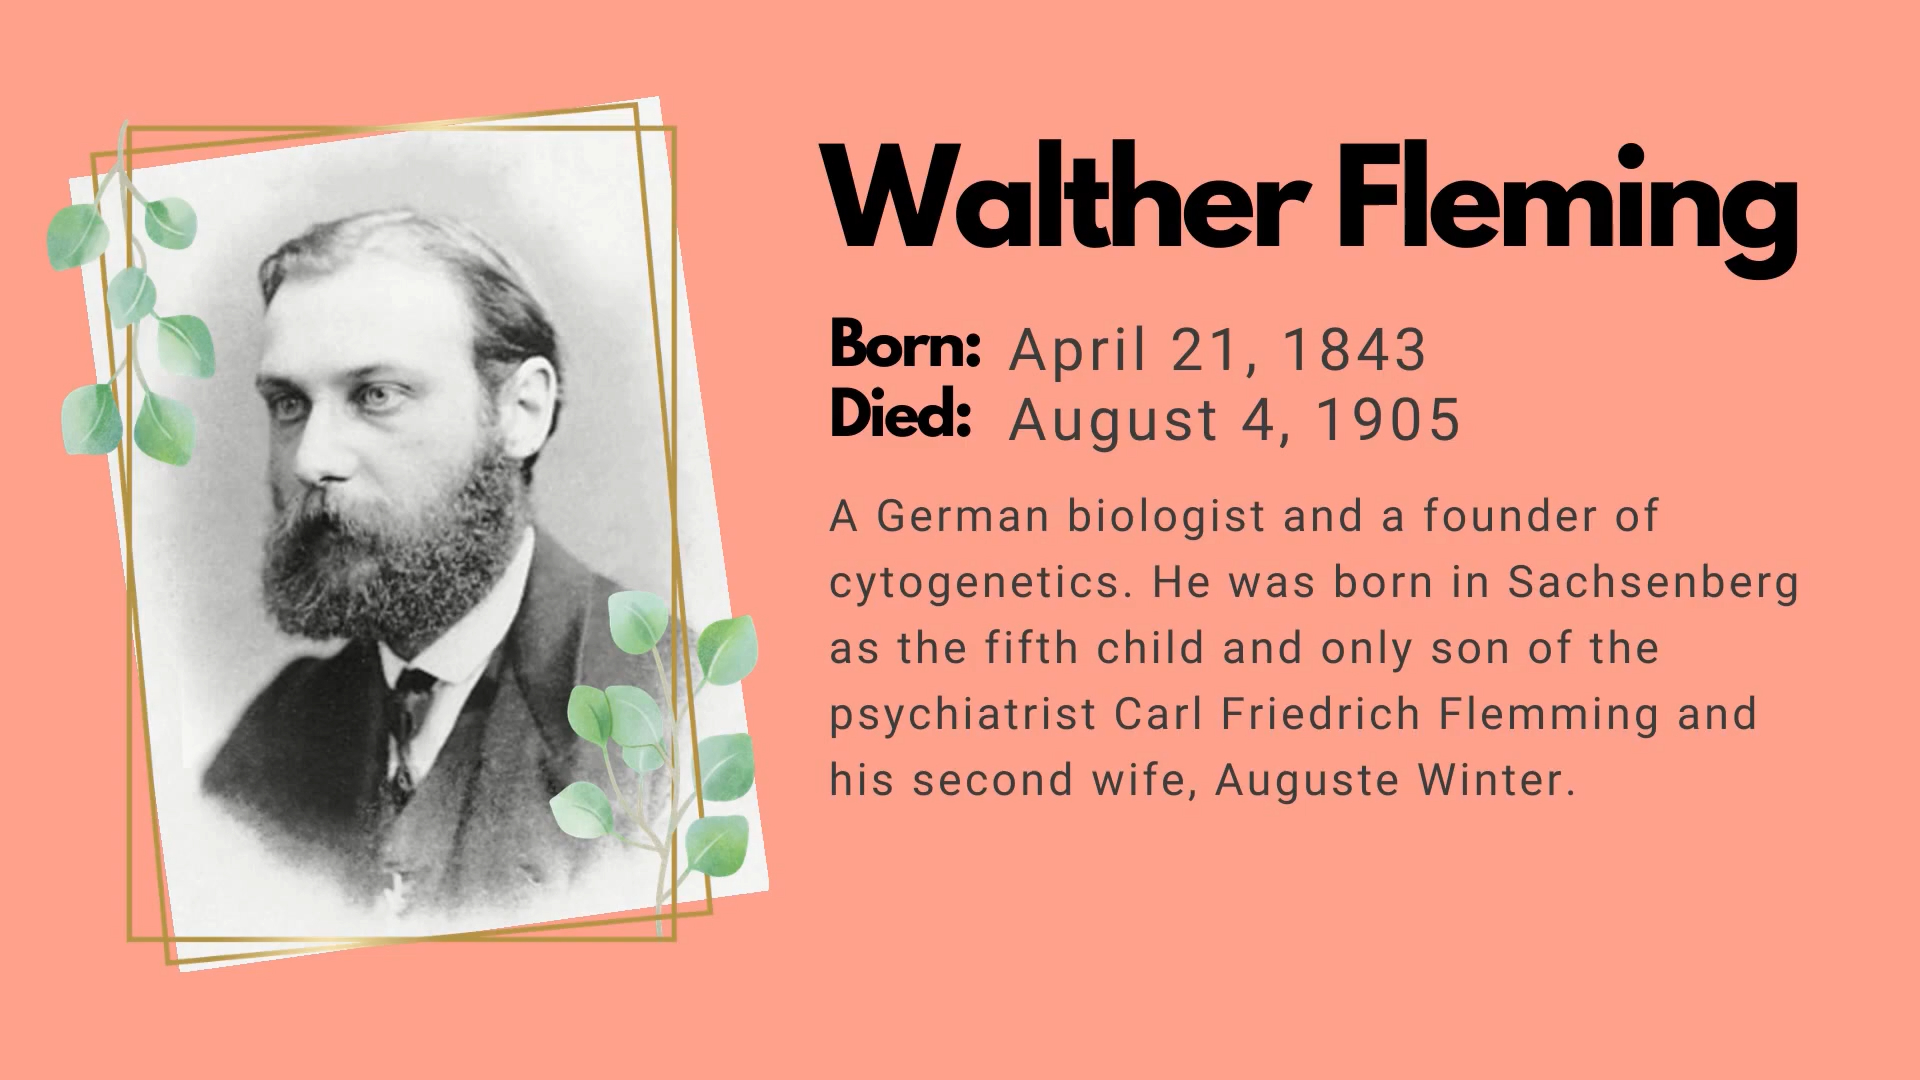 Walther Fleming
Born: April 21, 1843
Died: August 4, 1905
A German biologist and a founder of
cytogenetics. He was born in Sachsenberg
as the fifth child and only son of the
psychiatrist Carl Friedrich Flemming and
his second wife, Auguste Winter.